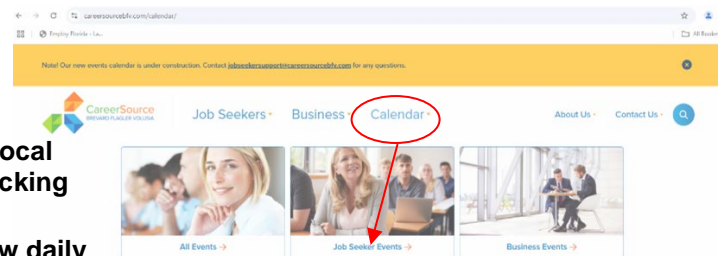 careersourcebfv.com/calendar/
Employ Florida - Lo...
All Bookm
Note! Our new events calendar is under construction. Contact jobseekersupport@careersourcebfv.com for any questions.
CareerSource
BREVARD FLAGLER VOLUSIA
Job Seekers
Business
Calendar
About Us
Contact Us
ocal
cking
w daily
All Events →
Job Seeker Events →
Business Events →